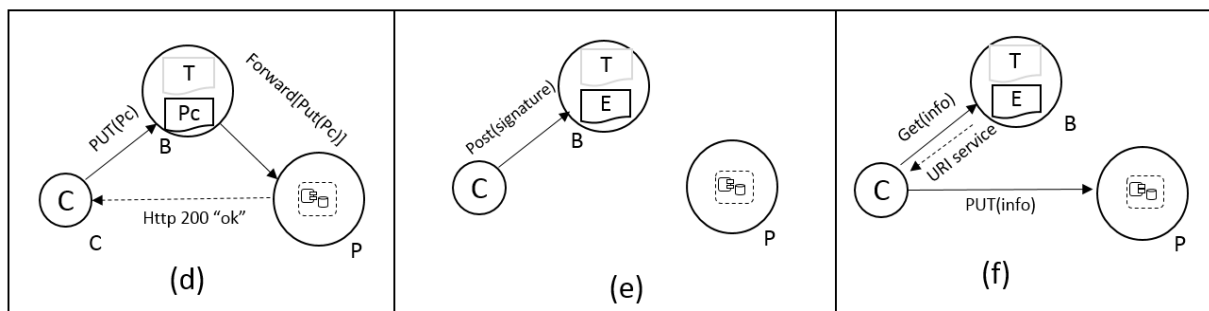 T
Pc
B
PUT(Pc)
Forward[Put(Pc)]
C
C
Http 200 "ok"
P
(d)
T
E
B
Post(signature)
C
P
(e)
T
E
B
Get(info)
URI service
C
PUT(info)
P
(f)